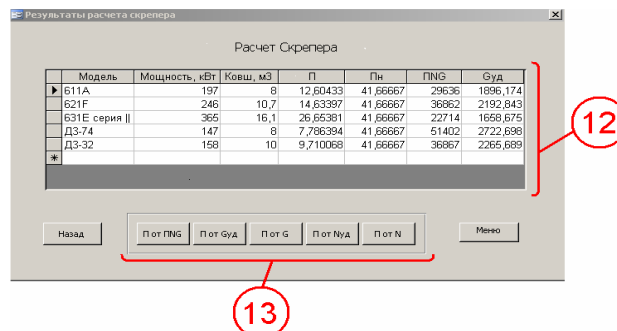 Результаты расчета скрепера
Расчет Скрепера
Модель Мощность, кВт Ковш, м3 П Пн ПNG Gуд
611A 197 8 12,60433 41,66667 29636 1896,174
621F 246 10,7 14,63397 41,66667 36862 2192,843
631E серия || 365 16,1 26,65381 41,66667 22714 1658,675
ДЗ-74 147 8 7,786394 41,66667 51402 2722,698
ДЗ-32 158 10 9,710068 41,66667 36867 2265,689
12
Назад П от ПNG П от Gуд П от G П от Nуд П от N Меню
13